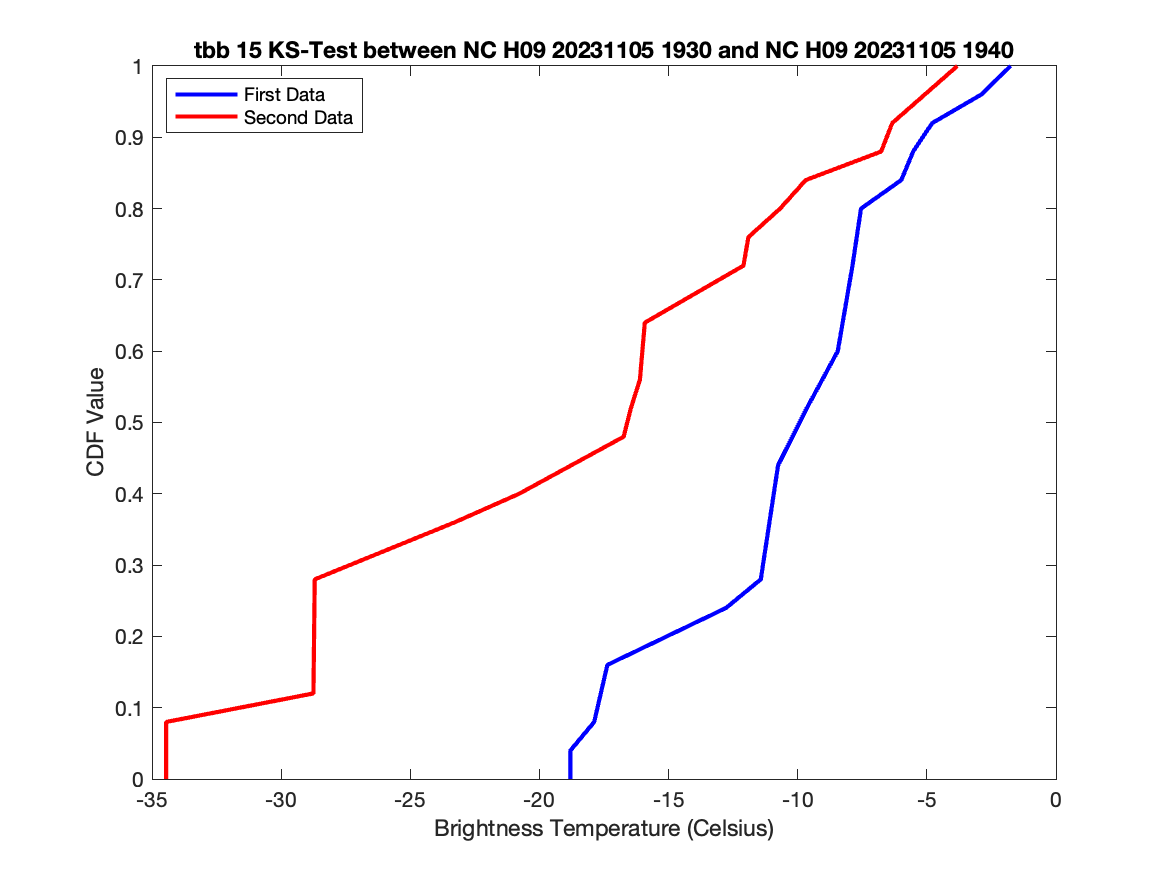 tbb 15 KS-Test between NC H09 20231105 1930 and NC H09 20231105 1940
First Data
Second Data
CDF Value
1
0.9
0.8
0.7
0.6
0.5
0.4
0.3
0.2
0.1
0
-35 -30 -25 -20 -15 -10 -5 0
Brightness Temperature (Celsius)